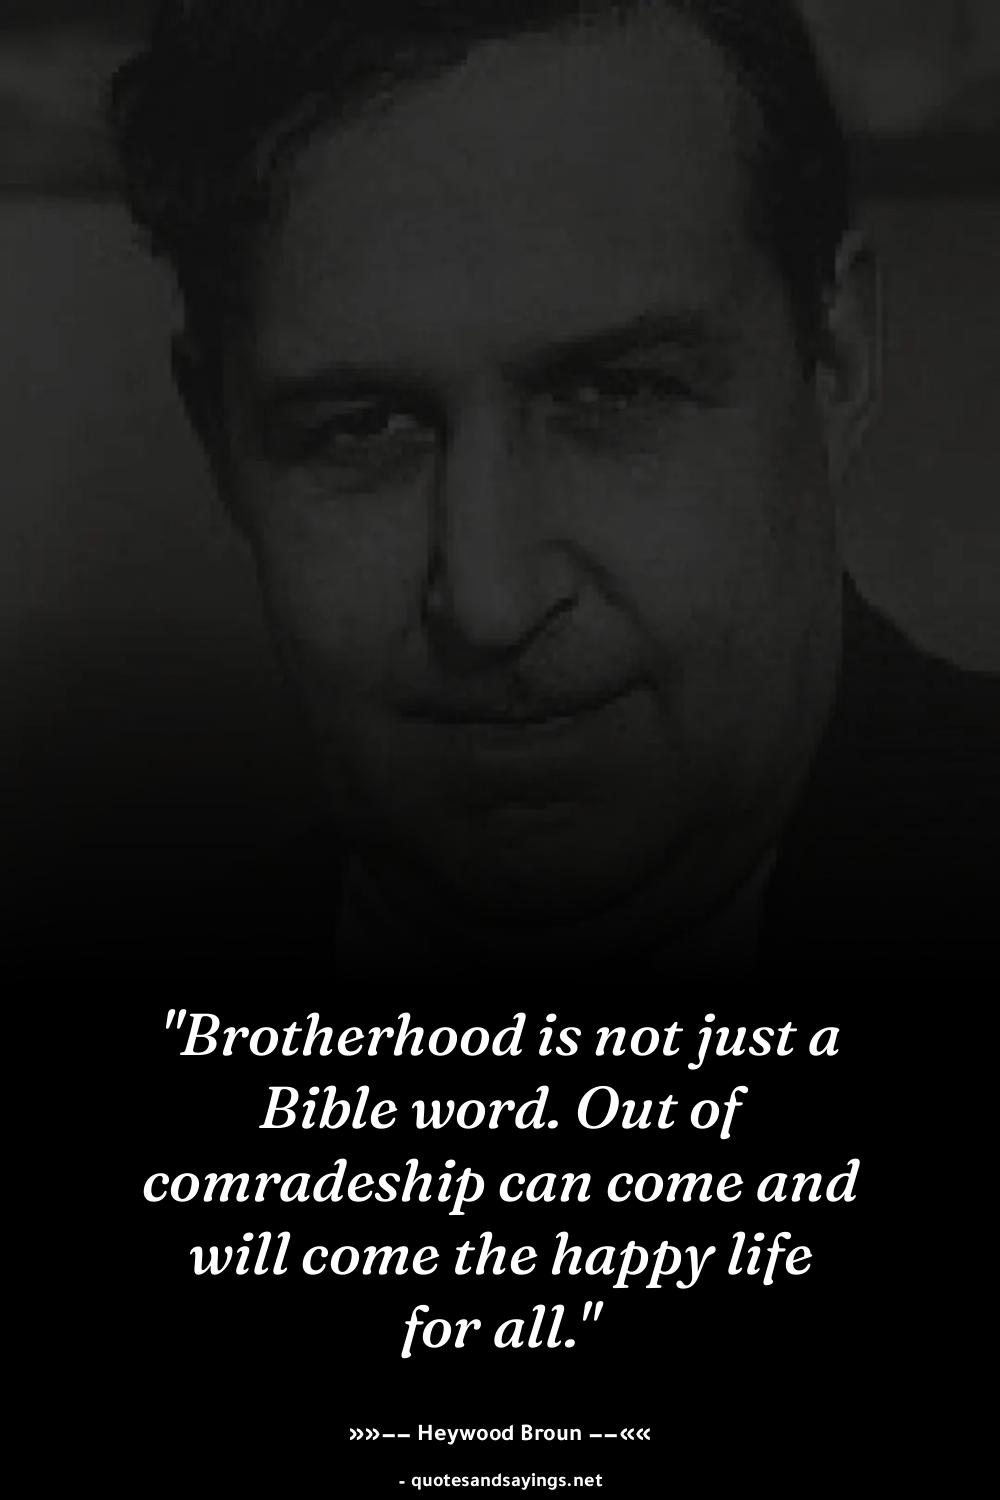 "Brotherhood is not just a
Bible word. Out of
comradeship can come and
will come the happy life
for all."
»»–– Heywood Broun ––««
- quotesandsayings.net